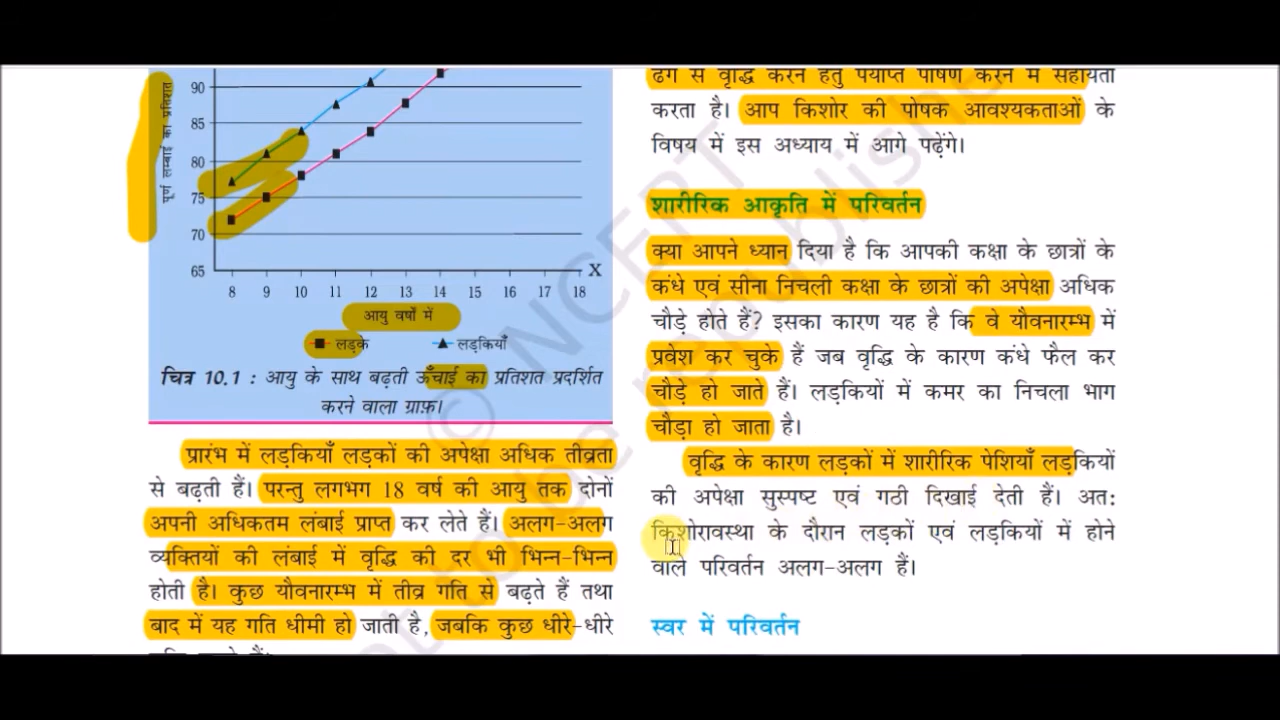 90
85
80
75
70
65
पूर्ण लम्बाई का प्रतिशत
X
8 9 10 11 12 13 14 15 16 17 18
आयु वर्षों में
लड़के लड़कियाँ
चित्र 10.1 : आयु के साथ बढ़ती ऊँचाई का प्रतिशत प्रदर्शित
करने वाला ग्राफ़।
प्रारंभ में लड़कियाँ लड़कों की अपेक्षा अधिक तीव्रता
से बढ़ती हैं। परन्तु लगभग 18 वर्ष की आयु तक दोनों
अपनी अधिकतम लंबाई प्राप्त कर लेते हैं। अलग-अलग
व्यक्तियों की लंबाई में वृद्धि की दर भी भिन्न-भिन्न
होती है। कुछ यौवनारम्भ में तीव्र गति से बढ़ते हैं तथा
बाद में यह गति धीमी हो जाती है, जबकि कुछ धीरे-धीरे
ढंग से वृद्धि करने हेतु पर्याप्त पोषण करने में सहायता
करता है। आप किशोर की पोषक आवश्यकताओं के
विषय में इस अध्याय में आगे पढ़ेंगे।
शारीरिक आकृति में परिवर्तन
क्या आपने ध्यान दिया है कि आपकी कक्षा के छात्रों के
कंधे एवं सीना निचली कक्षा के छात्रों की अपेक्षा अधिक
चौड़े होते हैं? इसका कारण यह है कि वे यौवनारम्भ में
प्रवेश कर चुके हैं जब वृद्धि के कारण कंधे फैल कर
चौड़े हो जाते हैं। लड़कियों में कमर का निचला भाग
चौड़ा हो जाता है।
वृद्धि के कारण लड़कों में शारीरिक पेशियाँ लड़कियों
की अपेक्षा सुस्पष्ट एवं गठी दिखाई देती हैं। अत:
किशोरावस्था के दौरान लड़कों एवं लड़कियों में होने
वाले परिवर्तन अलग-अलग हैं।
स्वर में परिवर्तन
© NCERT
not to be republished